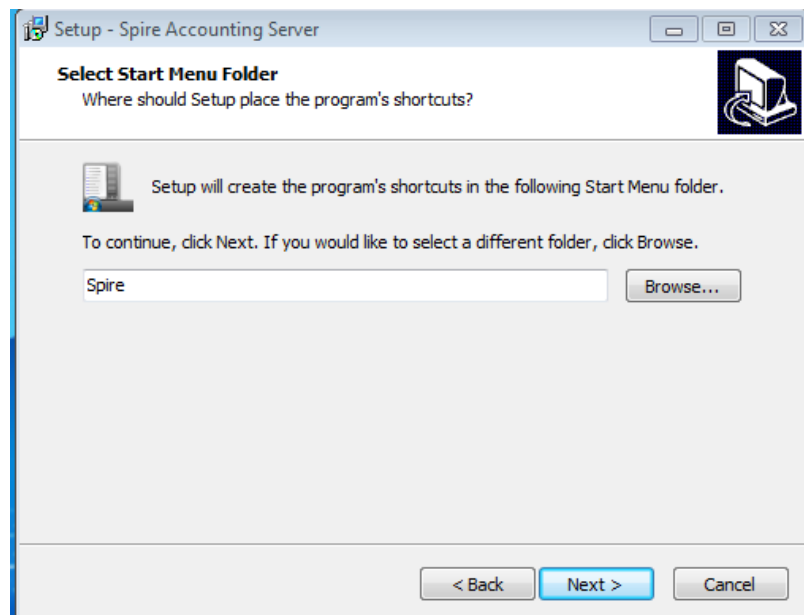 Setup - Spire Accounting Server
Select Start Menu Folder
Where should Setup place the program's shortcuts?
Setup will create the program's shortcuts in the following Start Menu folder.
To continue, click Next. If you would like to select a different folder, click Browse.
Spire
Browse...
< Back
Next >
Cancel